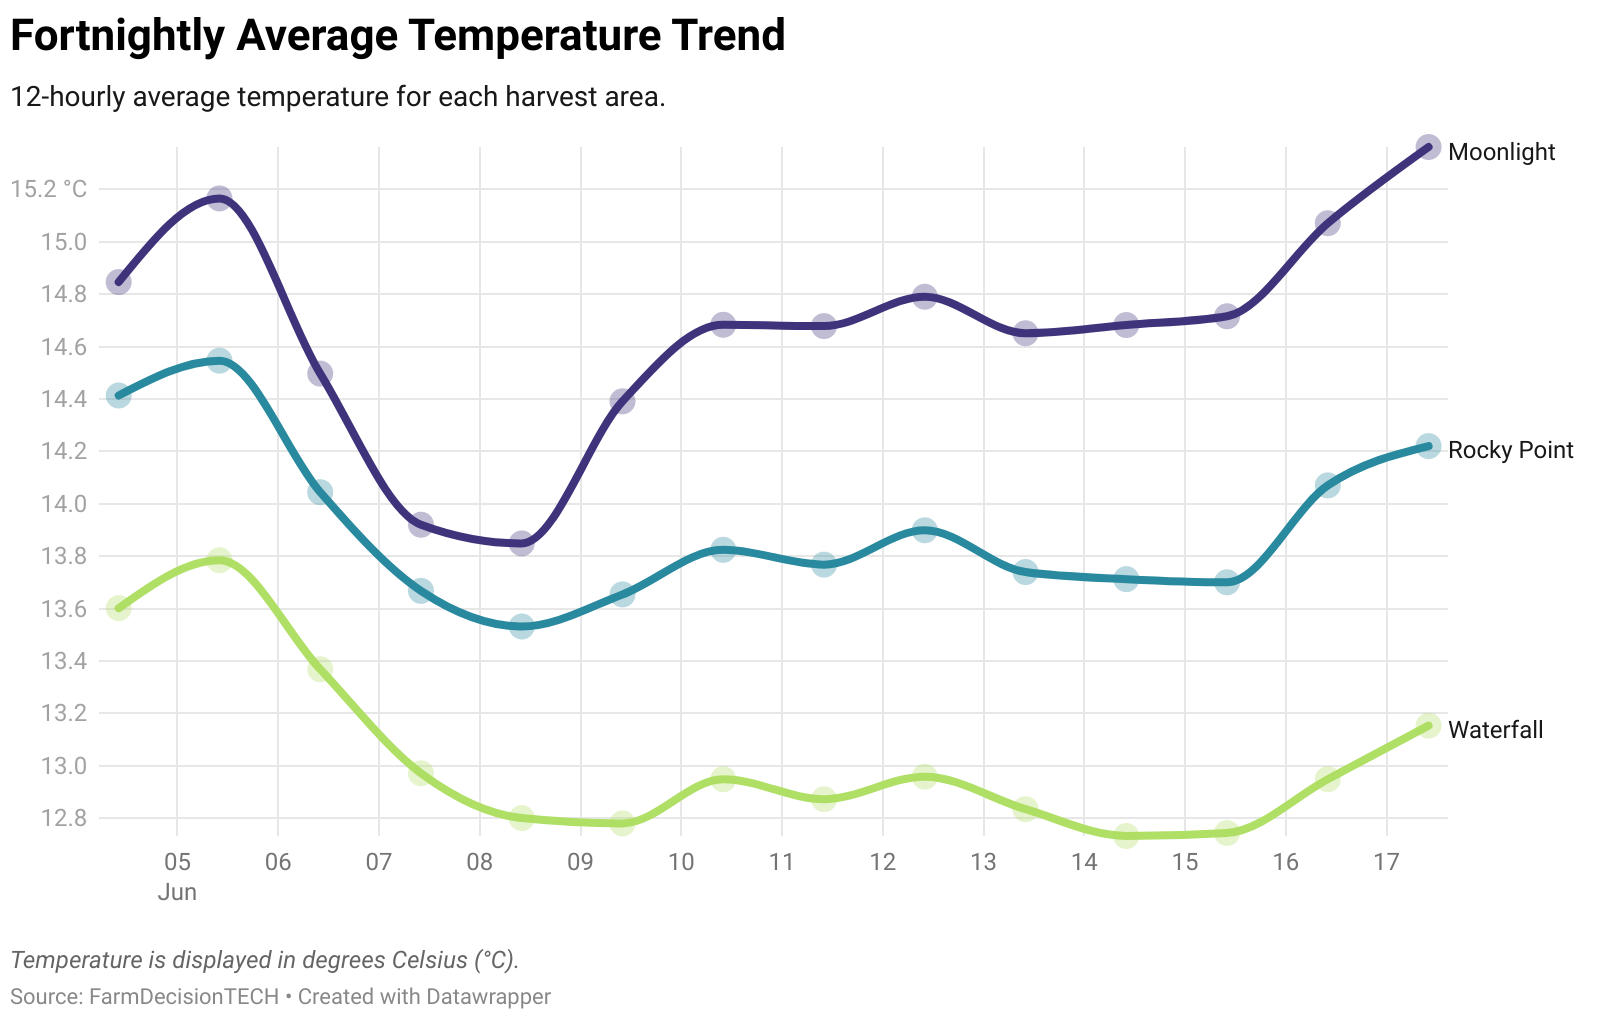 Fortnightly Average Temperature Trend
12-hourly average temperature for each harvest area.
Moonlight
15.2 °C
15.0
14.8
14.6
14.4
14.2
Rocky Point
14.0
13.8
13.6
13.4
13.2
Waterfall
13.0
12.8
05 06 07 08 09 10 11 12 13 14 15 16 17
Jun
Temperature is displayed in degrees Celsius (°C).
Source: FarmDecisionTECH • Created with Datawrapper